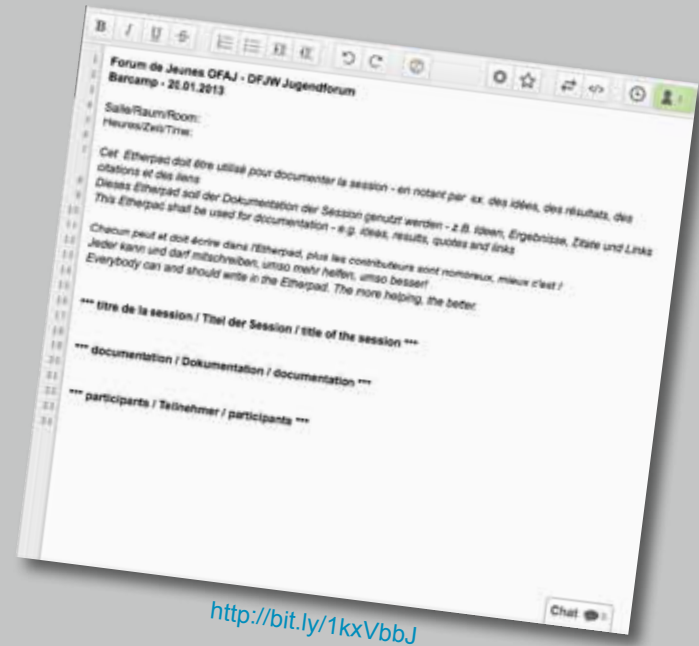 Forum de Jeunes OFAJ - DFJW Jugendforum
Barcamp - 20.01.2013
Salle/Raum/Room:
Heures/Zeit/Time:
Cet Etherpad doit être utilisé pour documenter la session - en notant par ex. des idées, des résultats, des
citations et des liens
Dieses Etherpad soll der Dokumentation der Session genutzt werden - z.B. Ideen, Ergebnisse, Zitate und Links
This Etherpad shall be used for documentation - e.g. ideas, results, quotes and links
Chacun peut et doit écrire dans l'Etherpad, plus les contributeurs sont nomoreux, mieux c'est !
Jeder kann und darf mitschreiben, umso mehr helfen, umso besser!
Everybody can and should write in the Etherpad. The more helping, the better.
*** titre de la session / Titel der Session / title of the session ***
*** documentation / Dokumentation / documentation ***
*** participants / Teilnehmer / participants ***
Chat
http://bit.ly/1kxVbbJ